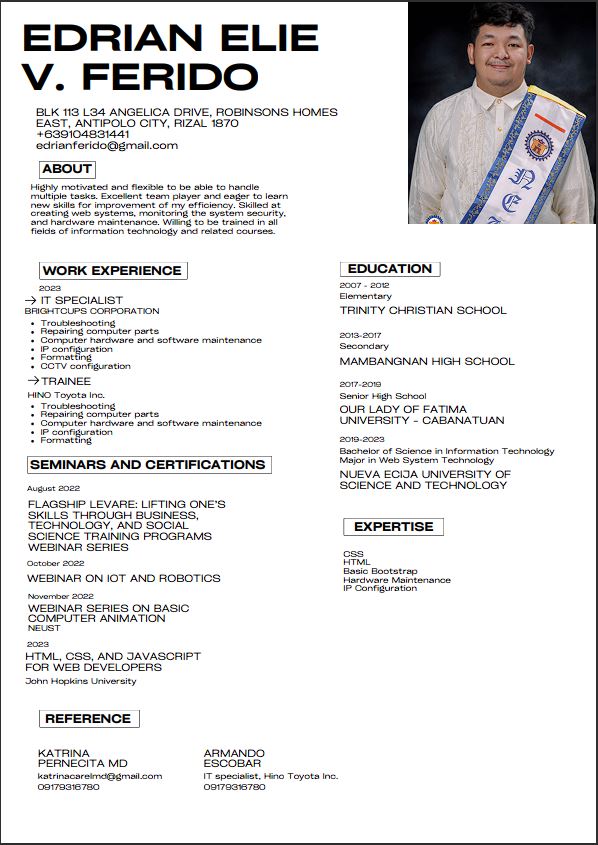 EDRIAN ELIE
V. FERIDO
BLK 113 L34 ANGELICA DRIVE, ROBINSONS HOMES
EAST, ANTIPOLO CITY, RIZAL 1870
+639104831441
edrianferido@gmail.com
ABOUT
Highly motivated and flexible to be able to handle
multiple tasks. Excellent team player and eager to learn
new skills for improvement of my efficiency. Skilled at
creating web systems, monitoring the system security,
and hardware maintenance. Willing to be trained in all
fields of information technology and related courses.
WORK EXPERIENCE
2023
→ IT SPECIALIST
BRIGHTCUPS CORPORATION
• Troubleshooting
• Repairing computer parts
• Computer hardware and software maintenance
• IP configuration
• Formatting
• CCTV configuration
→ TRAINEE
HINO Toyota Inc.
• Troubleshooting
• Repairing computer parts
• Computer hardware and software maintenance
• IP configuration
• Formatting
SEMINARS AND CERTIFICATIONS
August 2022
FLAGSHIP LEVARE: LIFTING ONE'S
SKILLS THROUGH BUSINESS,
TECHNOLOGY, AND SOCIAL
SCIENCE TRAINING PROGRAMS
WEBINAR SERIES
October 2022
WEBINAR ON IOT AND ROBOTICS
November 2022
WEBINAR SERIES ON BASIC
COMPUTER ANIMATION
NEUST
2023
HTML, CSS, AND JAVASCRIPT
FOR WEB DEVELOPERS
John Hopkins University
EDUCATION
2007 - 2012
Elementary
TRINITY CHRISTIAN SCHOOL
2013-2017
Secondary
MAMBANGNAN HIGH SCHOOL
2017-2019
Senior High School
OUR LADY OF FATIMA
UNIVERSITY - CABANATUAN
2019-2023
Bachelor of Science in Information Technology
Major in Web System Technology
NUEVA ECIJA UNIVERSITY OF
SCIENCE AND TECHNOLOGY
EXPERTISE
CSS
HTML
Basic Bootstrap
Hardware Maintenance
IP Configuration
REFERENCE
KATRINA
PERNECITA MD
katrinacarelmd@gmail.com
09179316780
ARMANDO
ESCOBAR
IT specialist, Hino Toyota Inc.
09179316780
NE